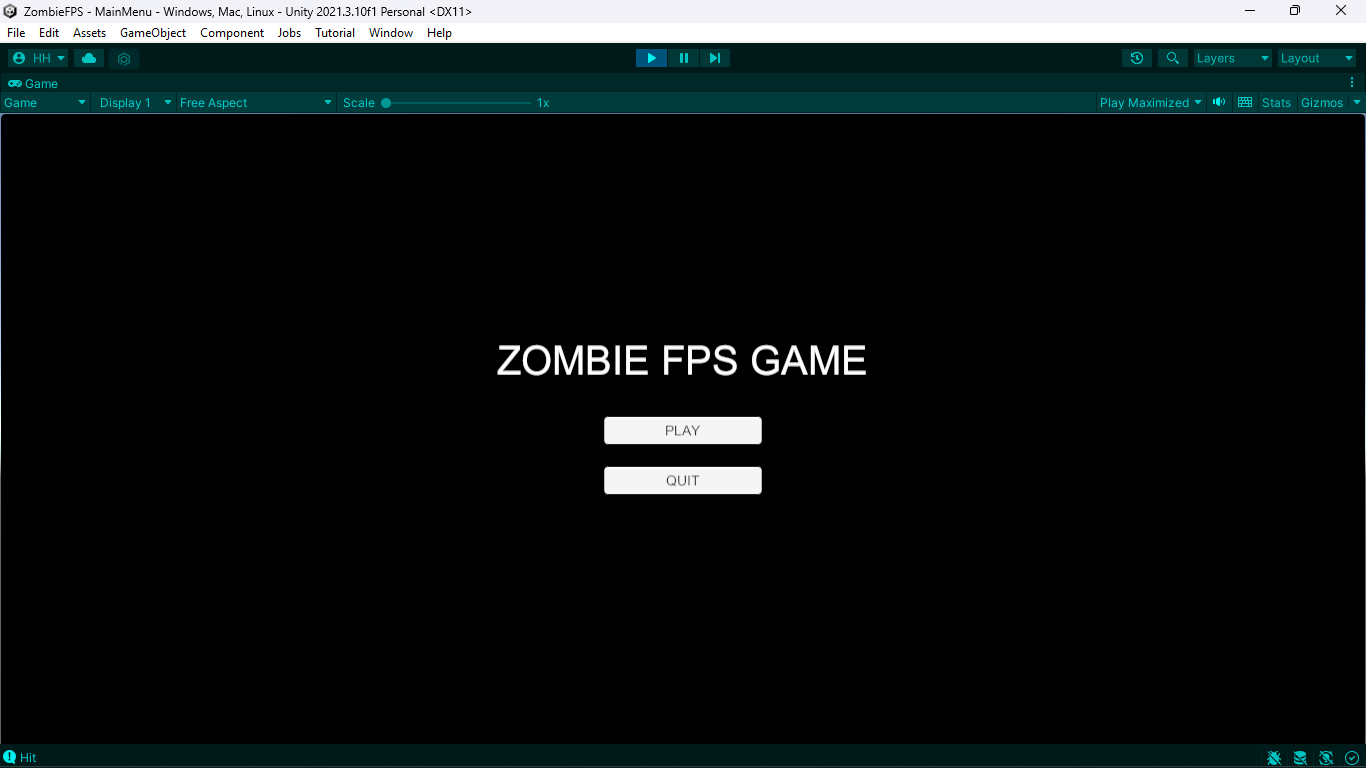 ZombieFPS - MainMenu - Windows, Mac, Linux - Unity 2021.3.10f1 Personal <DX11>
File Edit Assets GameObject Component Jobs Tutorial Window Help
HH Layers Layout
Game
Game Display 1 Free Aspect Scale 1x Play Maximized Stats Gizmos
ZOMBIE FPS GAME
PLAY
QUIT
Hit